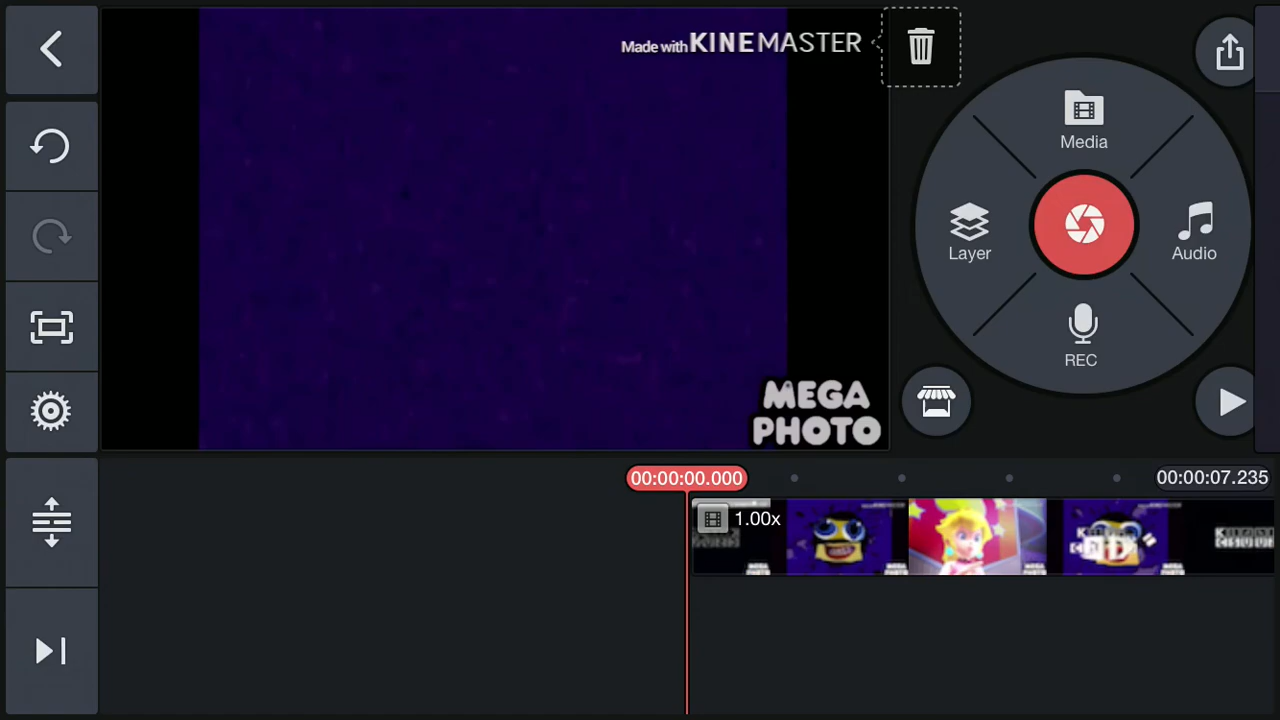 Made with KINEMASTER
Media
Layer
Audio
REC
MEGA
PHOTO
00:00:00.000
00:00:07.235
1.00x